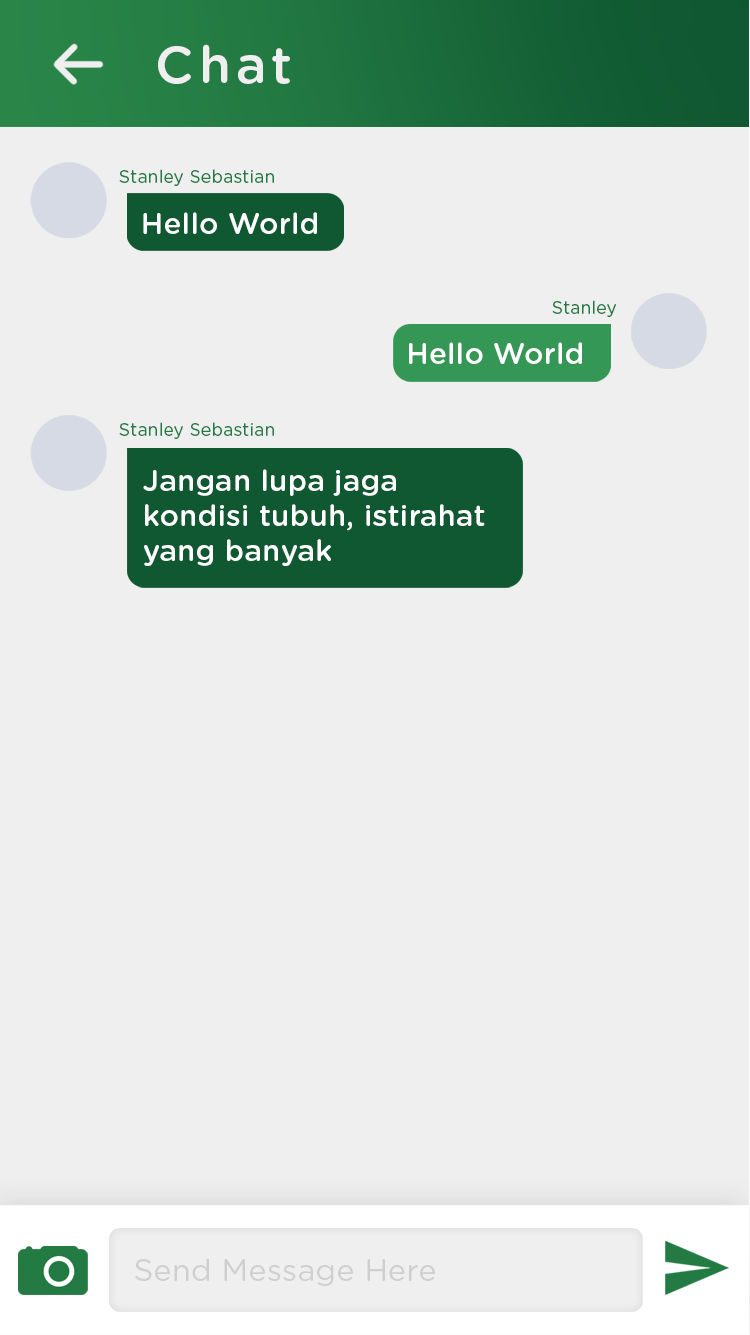 Chat
Stanley Sebastian
Hello World
Stanley
Hello World
Stanley Sebastian
Jangan lupa jaga
kondisi tubuh, istirahat
yang banyak
Send Message Here